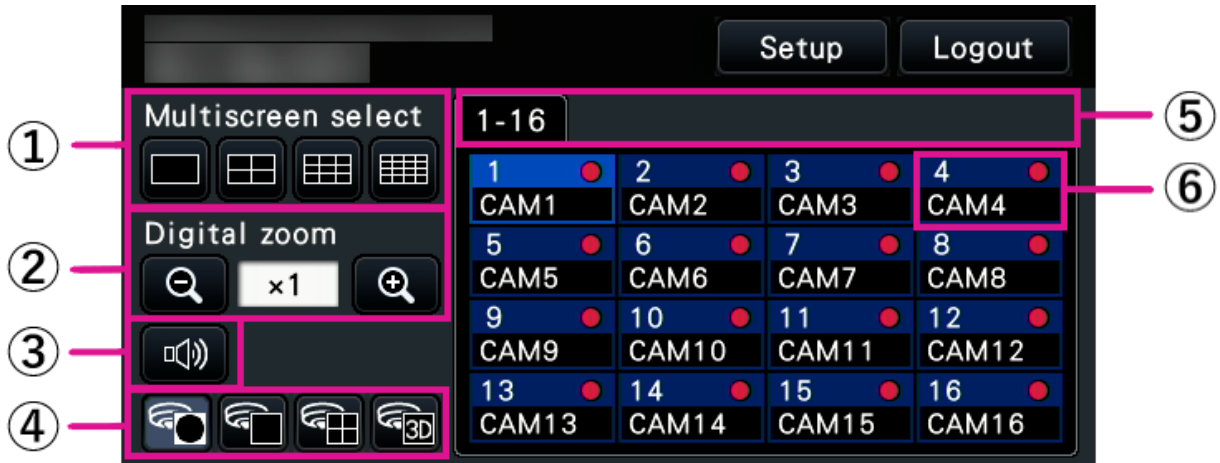 Setup Logout
① Multiscreen select
1-16 ⑤
1 2 3 4 ⑥
CAM1 CAM2 CAM3 CAM4
② Digital zoom
×1
5 6 7 8
CAM5 CAM6 CAM7 CAM8
9 10 11 12
③ CAM9 CAM10 CAM11 CAM12
13 14 15 16
④ 3D CAM13 CAM14 CAM15 CAM16